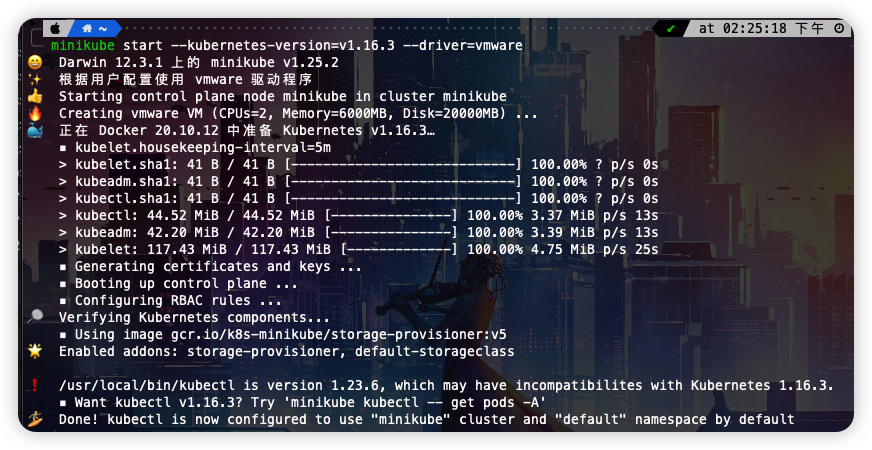 ~ ✔ at 02:25:18 下午
minikube start --kubernetes-version=v1.16.3 --driver=vmware
😄 Darwin 12.3.1 上的 minikube v1.25.2
✨ 根据用户配置使用 vmware 驱动程序
👍 Starting control plane node minikube in cluster minikube
🔥 Creating vmware VM (CPUs=2, Memory=6000MB, Disk=20000MB) ...
🐳 正在 Docker 20.10.12 中准备 Kubernetes v1.16.3…
▪ kubelet.housekeeping-interval=5m
> kubelet.sha1: 41 B / 41 B [----------------------------] 100.00% ? p/s 0s
> kubeadm.sha1: 41 B / 41 B [----------------------------] 100.00% ? p/s 0s
> kubectl.sha1: 41 B / 41 B [----------------------------] 100.00% ? p/s 0s
> kubectl: 44.52 MiB / 44.52 MiB [---------------] 100.00% 3.37 MiB p/s 13s
> kubeadm: 42.20 MiB / 42.20 MiB [---------------] 100.00% 3.39 MiB p/s 13s
> kubelet: 117.43 MiB / 117.43 MiB [-------------] 100.00% 4.75 MiB p/s 25s
▪ Generating certificates and keys ...
▪ Booting up control plane ...
▪ Configuring RBAC rules ...
🔎 Verifying Kubernetes components...
▪ Using image gcr.io/k8s-minikube/storage-provisioner:v5
🌟 Enabled addons: storage-provisioner, default-storageclass
❗ /usr/local/bin/kubectl is version 1.23.6, which may have incompatibilites with Kubernetes 1.16.3.
▪ Want kubectl v1.16.3? Try 'minikube kubectl -- get pods -A'
🏄 Done! kubectl is now configured to use "minikube" cluster and "default" namespace by default